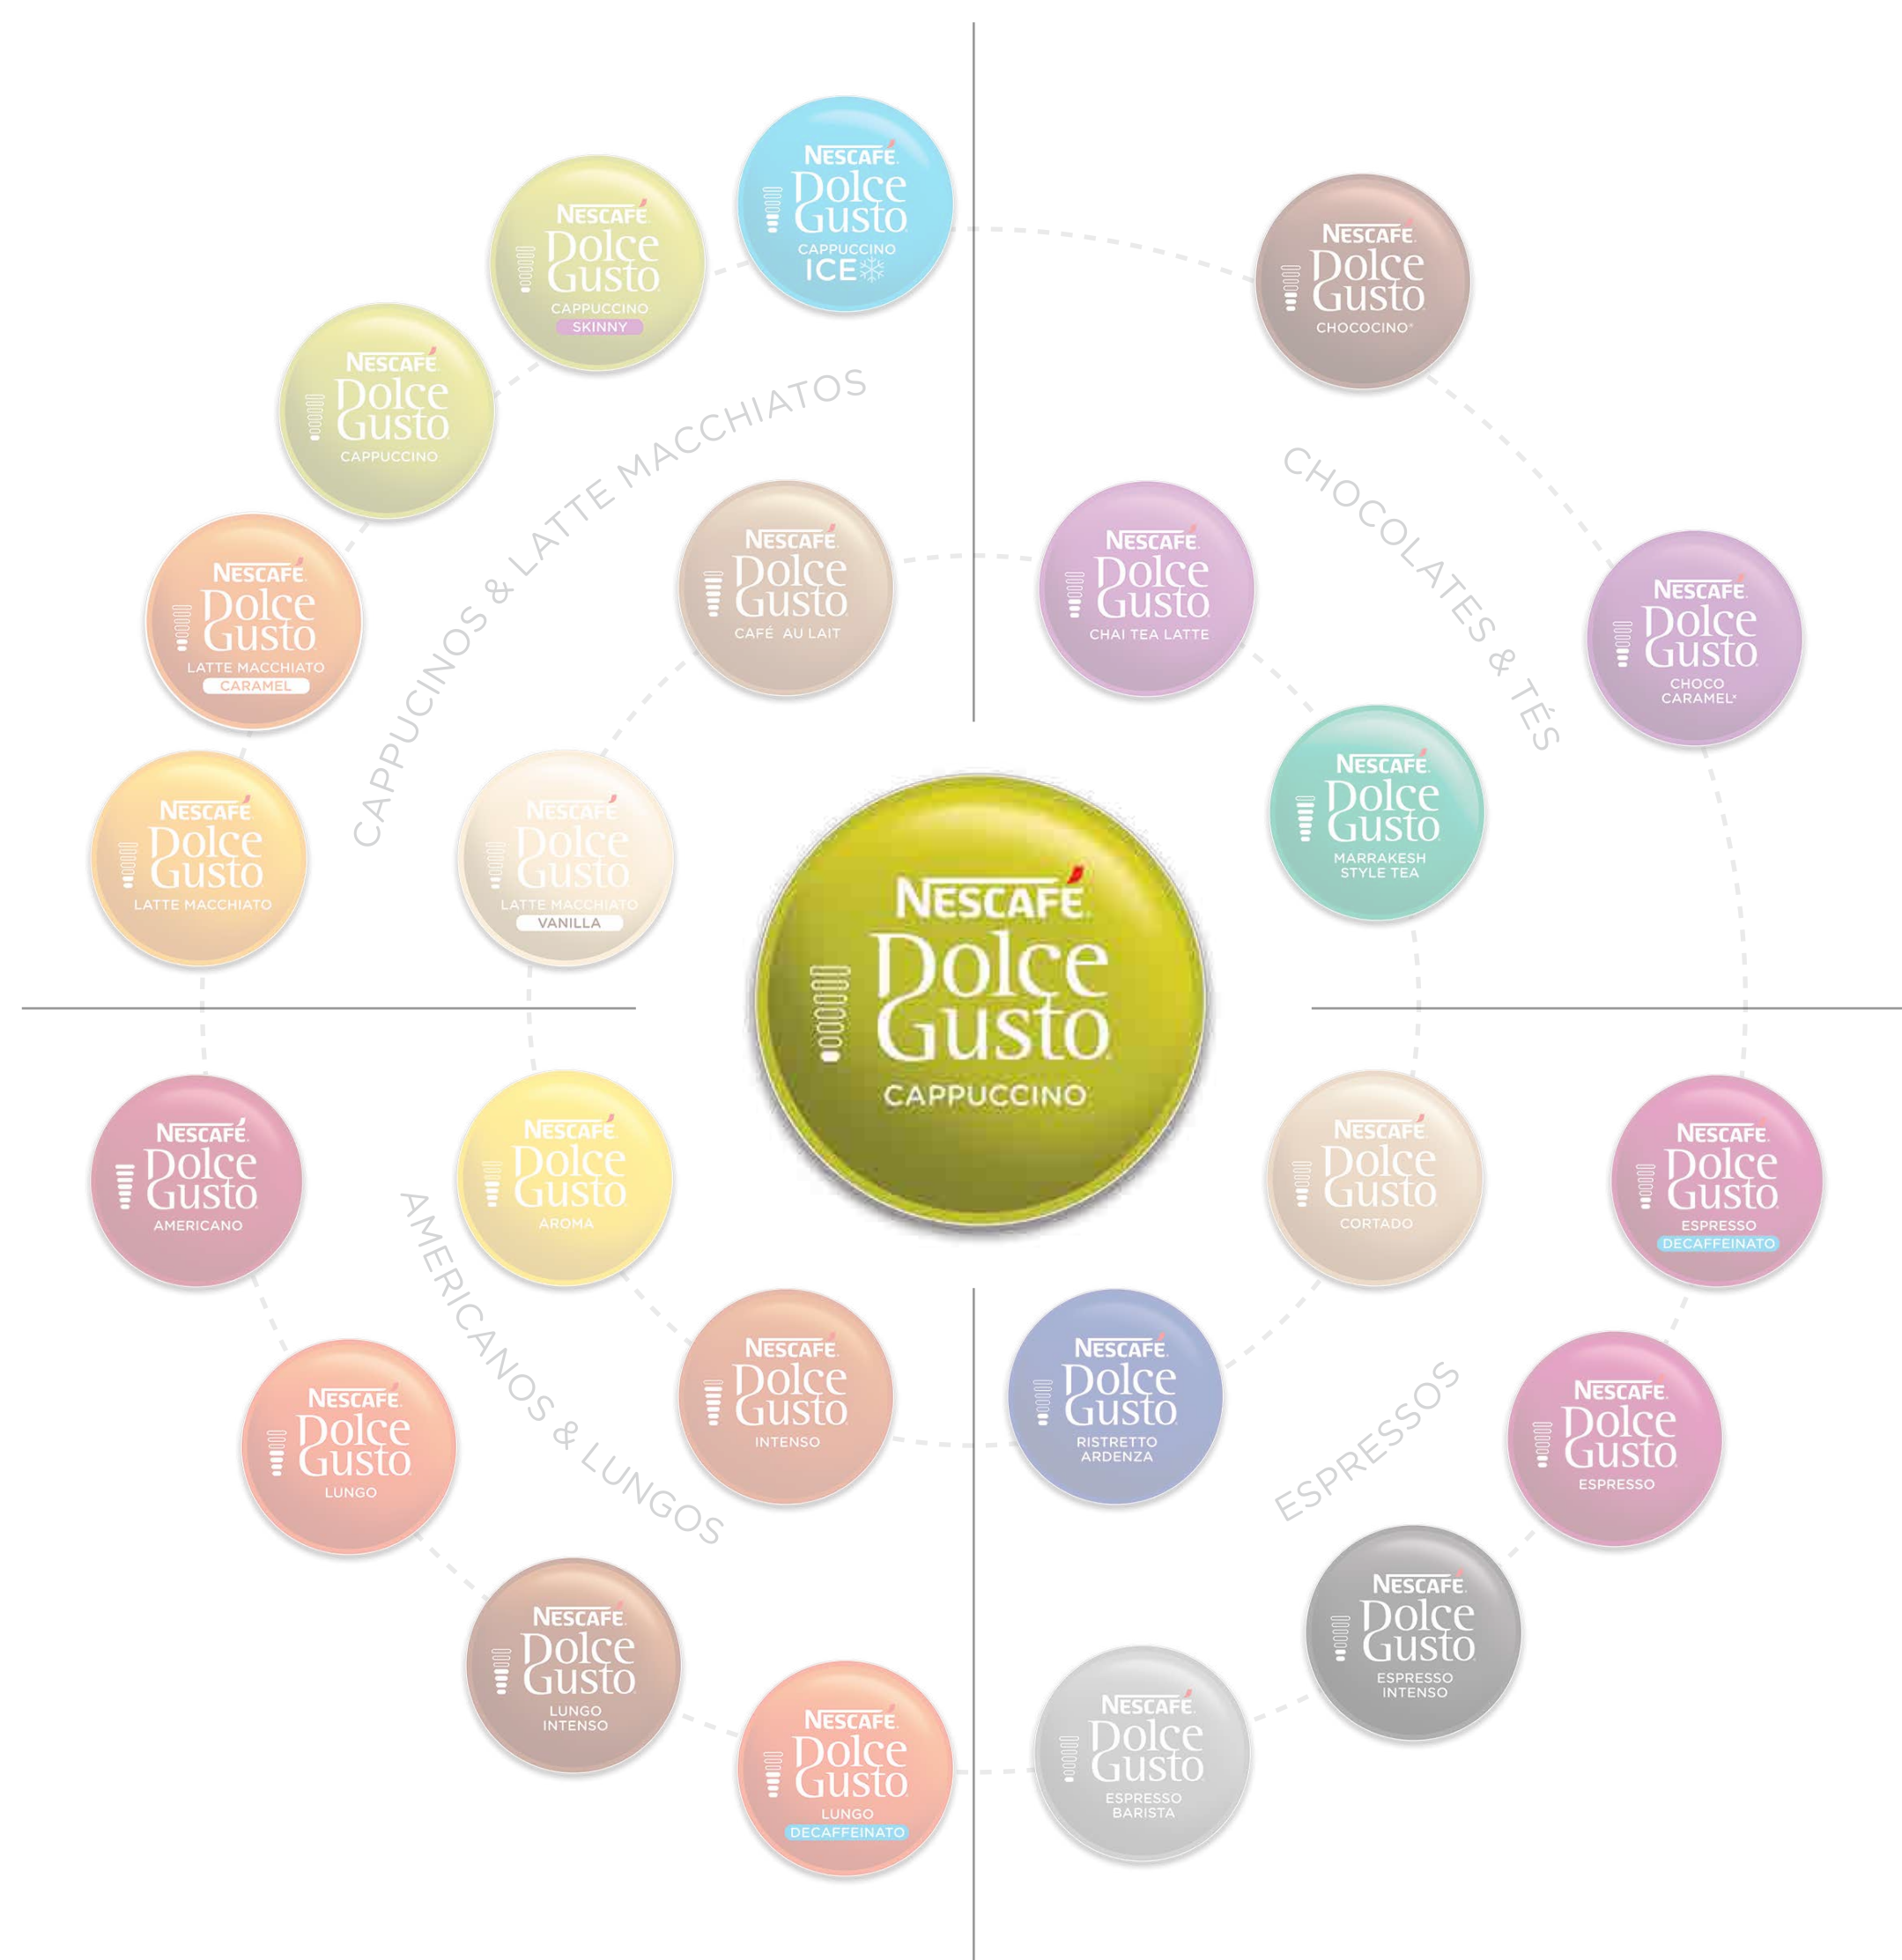 NESCAFÉ
Dolce
Gusto
CAPPUCCINO
ICE
NESCAFÉ
Dolce
Gusto
CAPPUCCINO
SKINNY
NESCAFÉ
Dolce
Gusto
CAPPUCCINO
NESCAFÉ
Dolce
Gusto
LATTE MACCHIATO
CARAMEL
NESCAFÉ
Dolce
Gusto
LATTE MACCHIATO
CAPPUCINOS & LATTE MACCHIATOS
NESCAFÉ
Dolce
Gusto
CAFÉ AU LAIT
NESCAFÉ
Dolce
Gusto
LATTE MACCHIATO
VANILLA
NESCAFÉ
Dolce
Gusto
CHOCOCINO®
CHOCOLATES & TÉS
NESCAFÉ
Dolce
Gusto
CHAI TEA LATTE
NESCAFÉ
Dolce
Gusto
CHOCO
CARAMEL*
NESCAFÉ
Dolce
Gusto
MARRAKESH
STYLE TEA
NESCAFÉ
Dolce
Gusto
CAPPUCCINO
NESCAFÉ
Dolce
Gusto
AMERICANO
NESCAFÉ
Dolce
Gusto
AROMA
AMERICANOS & LUNGOS
NESCAFÉ
Dolce
Gusto
INTENSO
NESCAFÉ
Dolce
Gusto
LUNGO
NESCAFÉ
Dolce
Gusto
LUNGO
INTENSO
NESCAFÉ
Dolce
Gusto
LUNGO
DECAFFEINATO
NESCAFÉ
Dolce
Gusto
CORTADO
NESCAFÉ
Dolce
Gusto
ESPRESSO
DECAFFEINATO
NESCAFÉ
Dolce
Gusto
RISTRETTO
ARDENZA
ESPRESSOS
NESCAFÉ
Dolce
Gusto
ESPRESSO
NESCAFÉ
Dolce
Gusto
ESPRESSO
INTENSO
NESCAFÉ
Dolce
Gusto
ESPRESSO
BARISTA